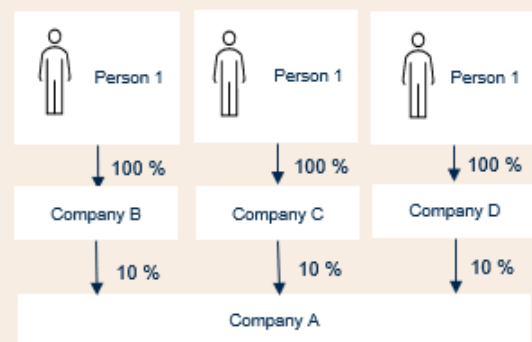 Person 1
Person 1
Person 1
100 %
100 %
100 %
Company B
Company C
Company D
10 %
10 %
10 %
Company A